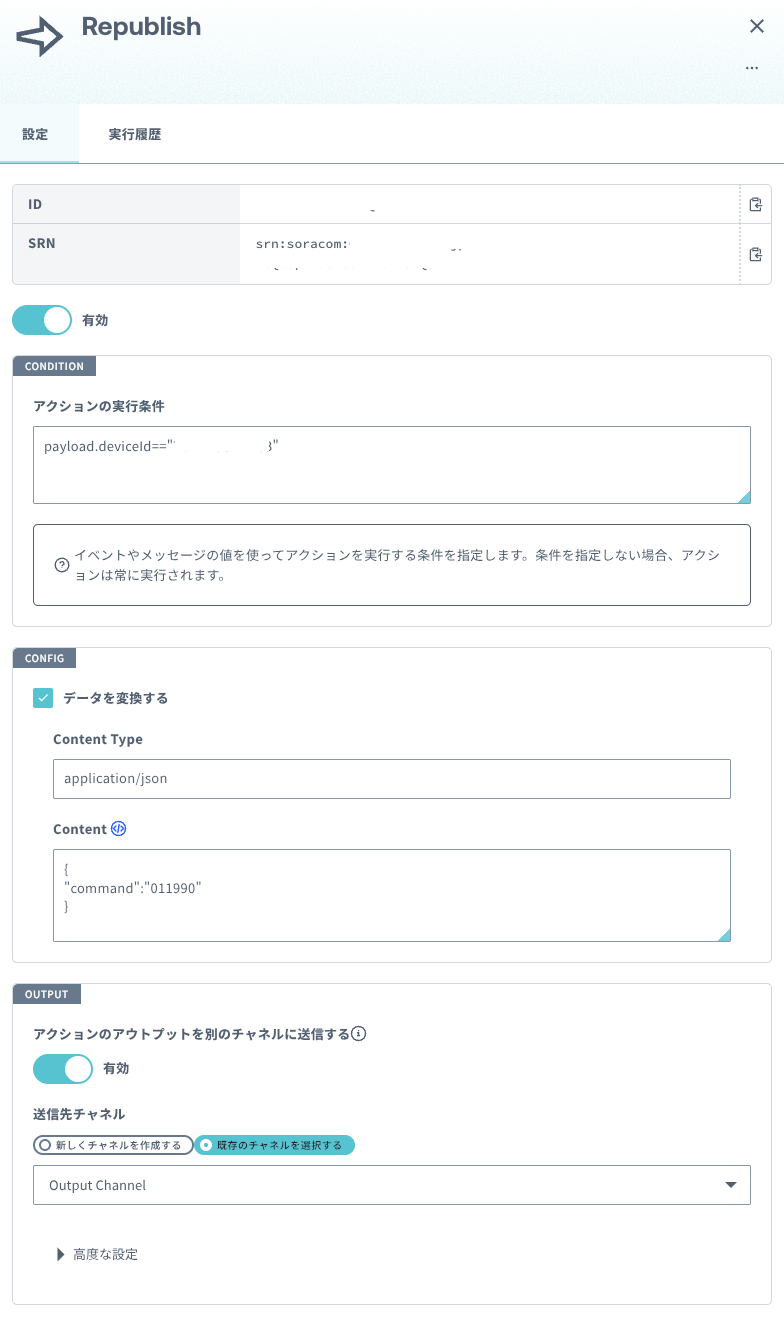 Republish
設定
実行履歴
ID
SRN
srn:soracom:
有効
CONDITION
アクションの実行条件
payload.deviceId=="
"
イベントやメッセージの値を使ってアクションを実行する条件を指定します。条件を指定しない場合、アクシ
ョンは常に実行されます。
CONFIG
データを変換する
Content Type
application/json
Content
{
"command":"011990"
}
OUTPUT
アクションのアウトプットを別のチャネルに送信する
有効
送信先チャネル
新しくチャネルを作成する
既存のチャネルを選択する
Output Channel
高度な設定